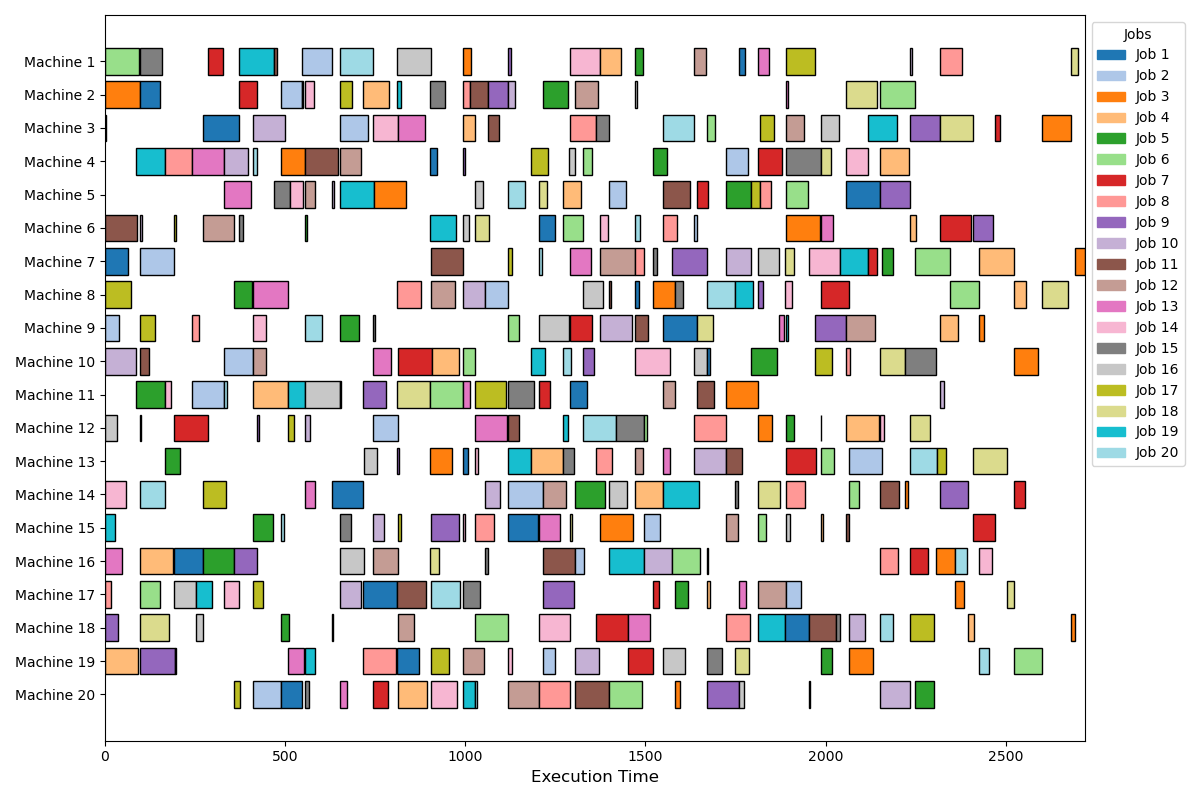 Machine 1
Machine 2
Machine 3
Machine 4
Machine 5
Machine 6
Machine 7
Machine 8
Machine 9
Machine 10
Machine 11
Machine 12
Machine 13
Machine 14
Machine 15
Machine 16
Machine 17
Machine 18
Machine 19
Machine 20
0 500 1000 1500 2000 2500
Execution Time
Jobs
Job 1
Job 2
Job 3
Job 4
Job 5
Job 6
Job 7
Job 8
Job 9
Job 10
Job 11
Job 12
Job 13
Job 14
Job 15
Job 16
Job 17
Job 18
Job 19
Job 20